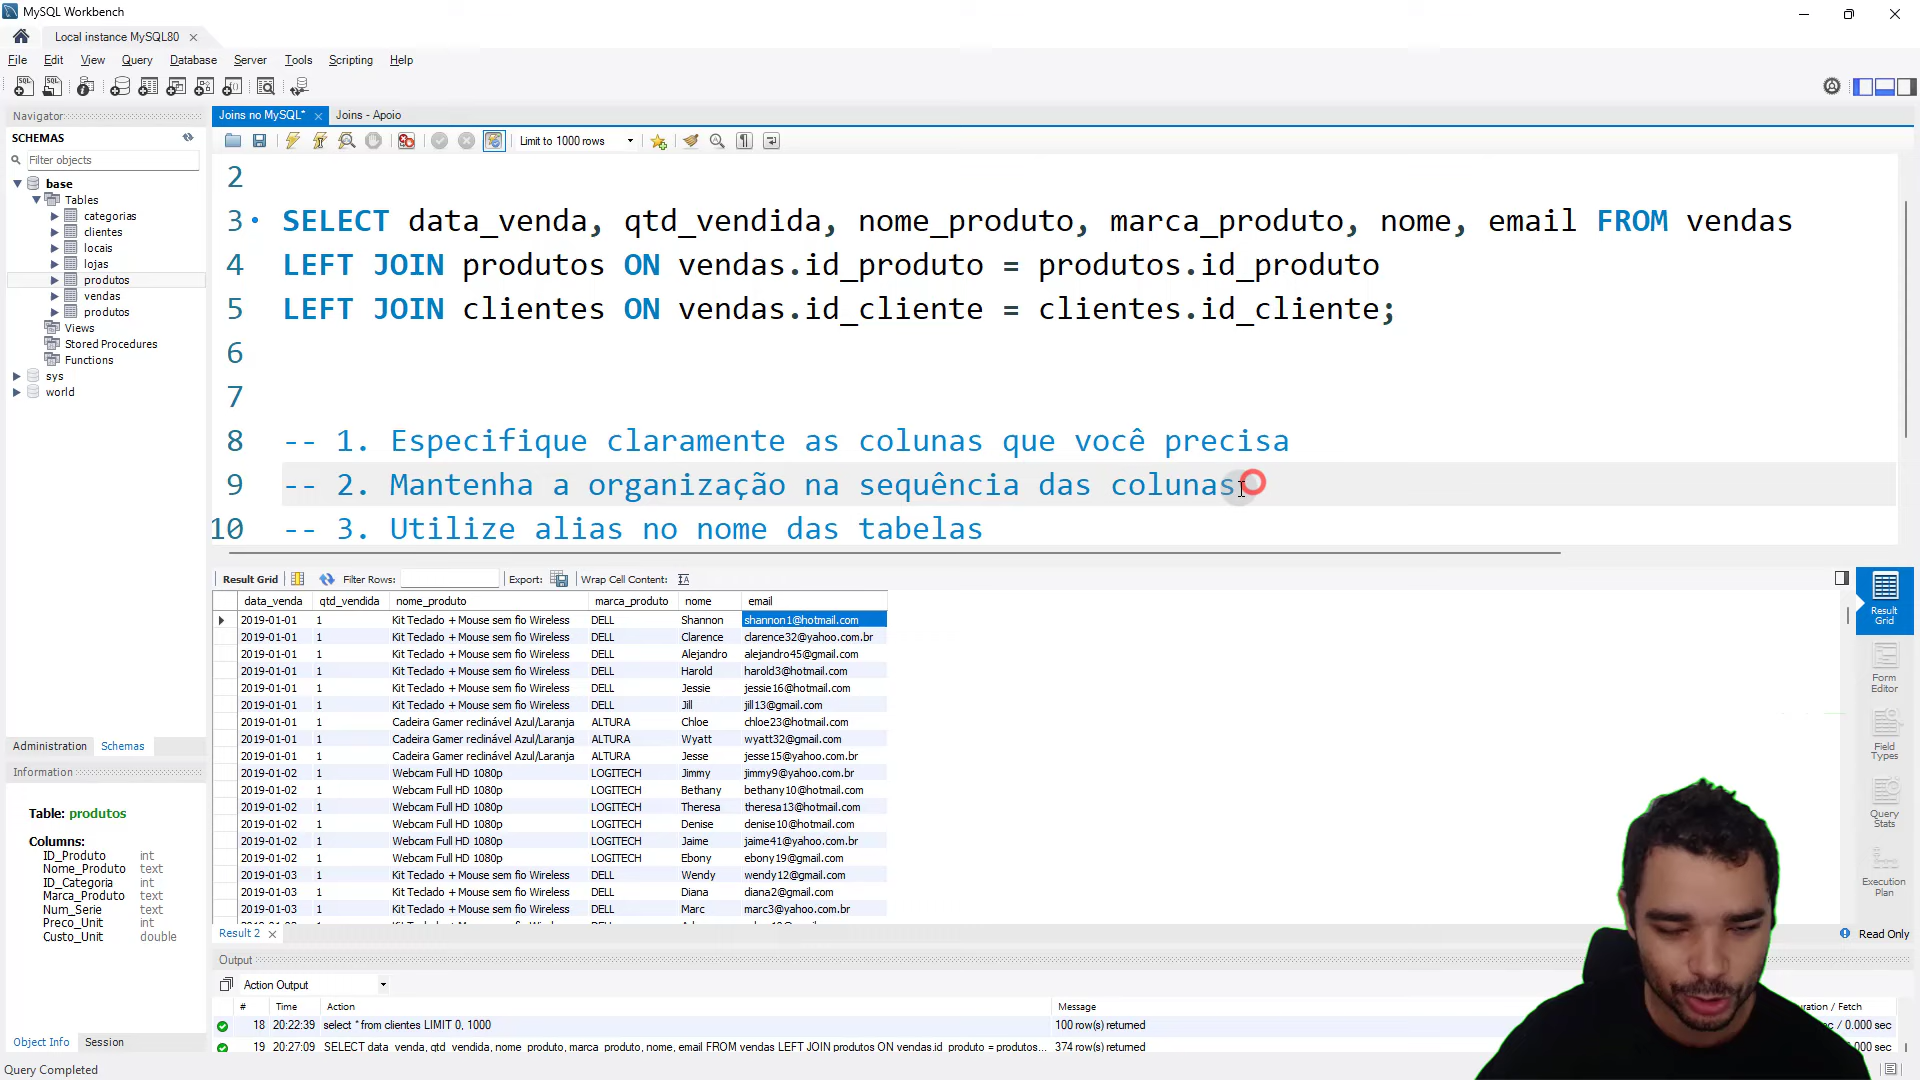 MySQL Workbench
Local instance MySQL80
File Edit View Query Database Server Tools Scripting Help
Navigator
SCHEMAS
Filter objects
base
Tables
categorias
clientes
locais
lojas
produtos
vendas
produtos
Views
Stored Procedures
Functions
sys
world
Administration Schemas
Information
Table: produtos
Columns:
ID_Produto int
Nome_Produto text
ID_Categoria int
Marca_Produto text
Num_Serie text
Preco_Unit int
Custo_Unit double
Object Info Session
Query Completed
Joins no MySQL* Joins - Apoio
Limit to 1000 rows
2
3 SELECT data_venda, qtd_vendida, nome_produto, marca_produto, nome, email FROM vendas
4 LEFT JOIN produtos ON vendas.id_produto = produtos.id_produto
5 LEFT JOIN clientes ON vendas.id_cliente = clientes.id_cliente;
6
7
8 -- 1. Especifique claramente as colunas que você precisa
9 -- 2. Mantenha a organização na sequência das colunas
10 -- 3. Utilize alias no nome das tabelas
Result Grid Filter Rows: Export: Wrap Cell Content:
data_venda qtd_vendida nome_produto marca_produto nome email
2019-01-01 1 Kit Teclado + Mouse sem fio Wireless DELL Shannon shannon1@hotmail.com
2019-01-01 1 Kit Teclado + Mouse sem fio Wireless DELL Clarence clarence32@yahoo.com.br
2019-01-01 1 Kit Teclado + Mouse sem fio Wireless DELL Alejandro alejandro45@gmail.com
2019-01-01 1 Kit Teclado + Mouse sem fio Wireless DELL Harold harold3@hotmail.com
2019-01-01 1 Kit Teclado + Mouse sem fio Wireless DELL Jessie jessie16@hotmail.com
2019-01-01 1 Kit Teclado + Mouse sem fio Wireless DELL Jill jill13@gmail.com
2019-01-01 1 Cadeira Gamer reclinável Azul/Laranja ALTURA Chloe chloe23@hotmail.com
2019-01-01 1 Cadeira Gamer reclinável Azul/Laranja ALTURA Wyatt wyatt32@gmail.com
2019-01-01 1 Cadeira Gamer reclinável Azul/Laranja ALTURA Jesse jesse15@yahoo.com.br
2019-01-02 1 Webcam Full HD 1080p LOGITECH Jimmy jimmy9@yahoo.com.br
2019-01-02 1 Webcam Full HD 1080p LOGITECH Bethany bethany10@hotmail.com
2019-01-02 1 Webcam Full HD 1080p LOGITECH Theresa theresa13@hotmail.com
2019-01-02 1 Webcam Full HD 1080p LOGITECH Denise denise10@hotmail.com
2019-01-02 1 Webcam Full HD 1080p LOGITECH Jaime jaime41@yahoo.com.br
2019-01-02 1 Webcam Full HD 1080p LOGITECH Ebony ebony19@gmail.com
2019-01-03 1 Kit Teclado + Mouse sem fio Wireless DELL Wendy wendy12@gmail.com
2019-01-03 1 Kit Teclado + Mouse sem fio Wireless DELL Diana diana2@gmail.com
2019-01-03 1 Kit Teclado + Mouse sem fio Wireless DELL Marc marc3@yahoo.com.br
Result Grid
Form Editor
Field Types
Query Stats
Execution Plan
Result 2
Read Only
Output
Action Output
# Time Action Message / Fetch
18 20:22:39 select * from clientes LIMIT 0, 1000 100 row(s) returned / 0.000 sec
19 20:27:09 SELECT data_venda, qtd_vendida, nome_produto, marca_produto, nome, email FROM vendas LEFT JOIN produtos ON vendas.id_produto = produtos... 374 row(s) returned 0.000 sec